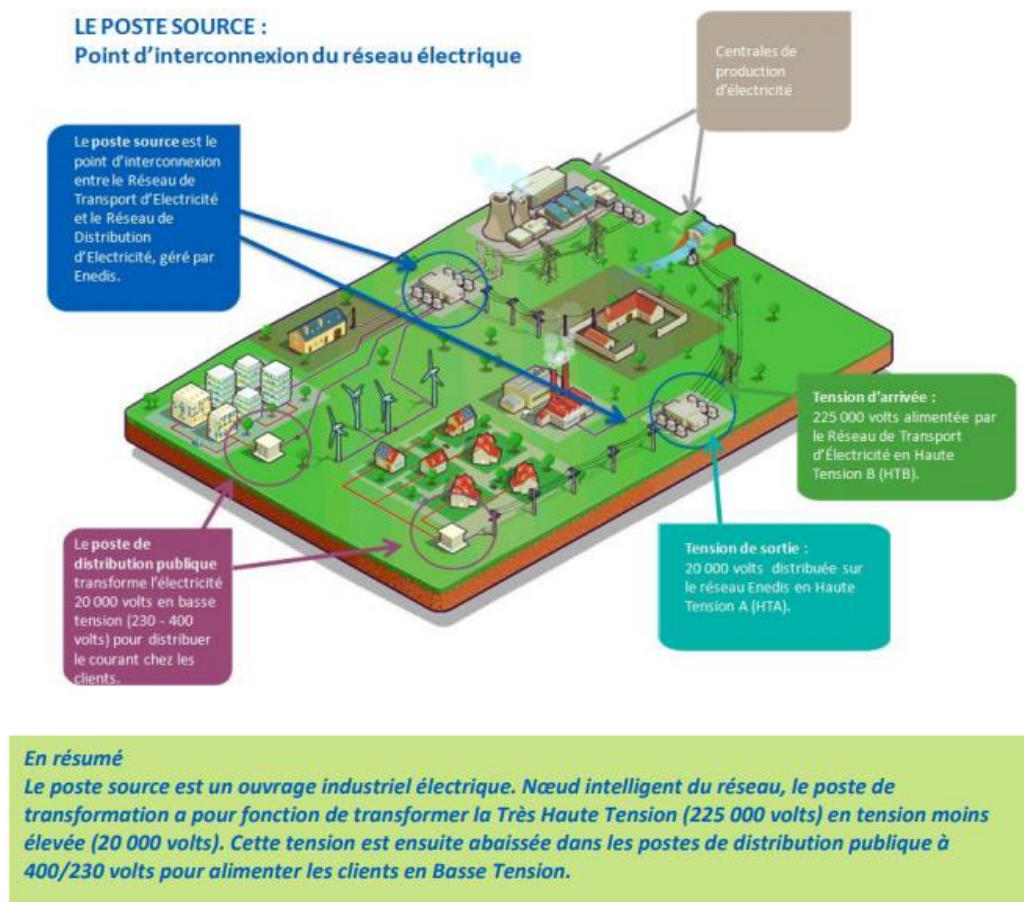 LE POSTE SOURCE :
Point d'interconnexion du réseau électrique
Centrales de
production
d'électricité
Le poste source est le
point d'interconnexion
entre le Réseau de
Transport d'Electricité
et le Réseau de
Distribution
d'Electricité, géré par
Enedis.
Tension d'arrivée :
225 000 volts alimentée par
le Réseau de Transport
d'Électricité en Haute
Tension B (HTB).
Le poste de
distribution publique
transforme l'électricité
20 000 volts en basse
tension (230 - 400
volts) pour distribuer
le courant chez les
clients.
Tension de sortie :
20 000 volts distribuée sur
le réseau Enedis en Haute
Tension A (HTA).
En résumé
Le poste source est un ouvrage industriel électrique. Nœud intelligent du réseau, le poste de
transformation a pour fonction de transformer la Très Haute Tension (225 000 volts) en tension moins
élevée (20 000 volts). Cette tension est ensuite abaissée dans les postes de distribution publique à
400/230 volts pour alimenter les clients en Basse Tension.